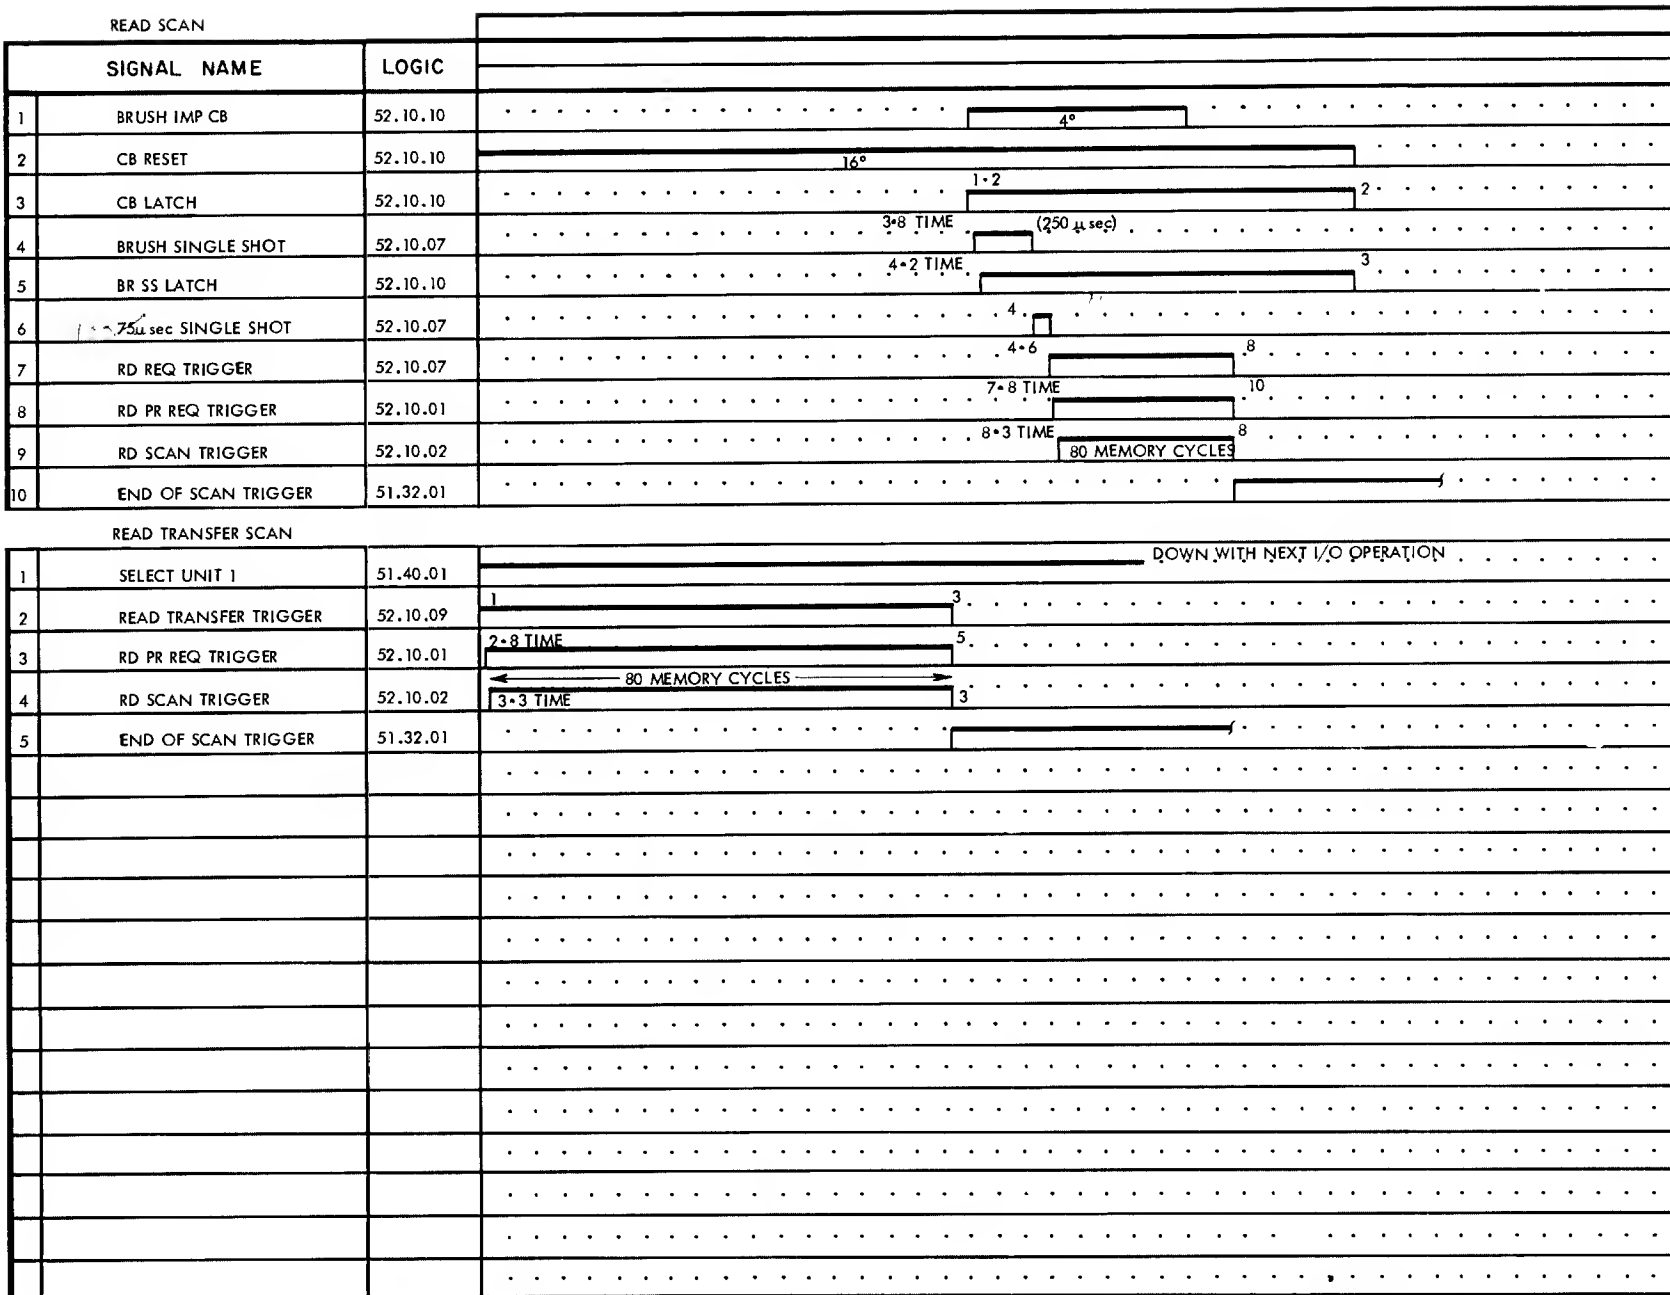 READ SCAN
SIGNAL NAME LOGIC
1 BRUSH IMP CB 52.10.10 4°
2 CB RESET 52.10.10 16°
1•2
3 CB LATCH 52.10.10 2
3•8 TIME (250 μ sec)
4 BRUSH SINGLE SHOT 52.10.07
4•2 TIME 3
5 BR SS LATCH 52.10.10
4
6 75μ sec SINGLE SHOT 52.10.07
4•6 8
7 RD REQ TRIGGER 52.10.07
7•8 TIME 10
8 RD PR REQ TRIGGER 52.10.01
8•3 TIME 8
9 RD SCAN TRIGGER 52.10.02 80 MEMORY CYCLES
10 END OF SCAN TRIGGER 51.32.01
READ TRANSFER SCAN
DOWN WITH NEXT I/O OPERATION
1 SELECT UNIT 1 51.40.01
1 3
2 READ TRANSFER TRIGGER 52.10.09
2•8 TIME 5
3 RD PR REQ TRIGGER 52.10.01
80 MEMORY CYCLES
4 RD SCAN TRIGGER 52.10.02 3•3 TIME 3
5 END OF SCAN TRIGGER 51.32.01